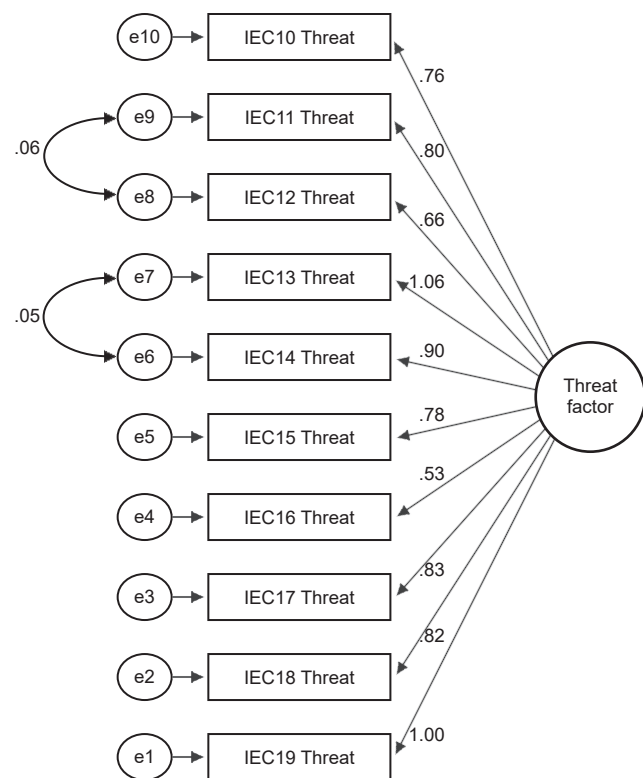 e10 IEC10 Threat
.76
e9 IEC11 Threat
.80
.06
e8 IEC12 Threat
.66
e7 IEC13 Threat
1.06
.05
e6 IEC14 Threat
.90
Threat
factor
e5 IEC15 Threat
.78
e4 IEC16 Threat
.53
e3 IEC17 Threat
.83
e2 IEC18 Threat
.82
e1 IEC19 Threat
1.00